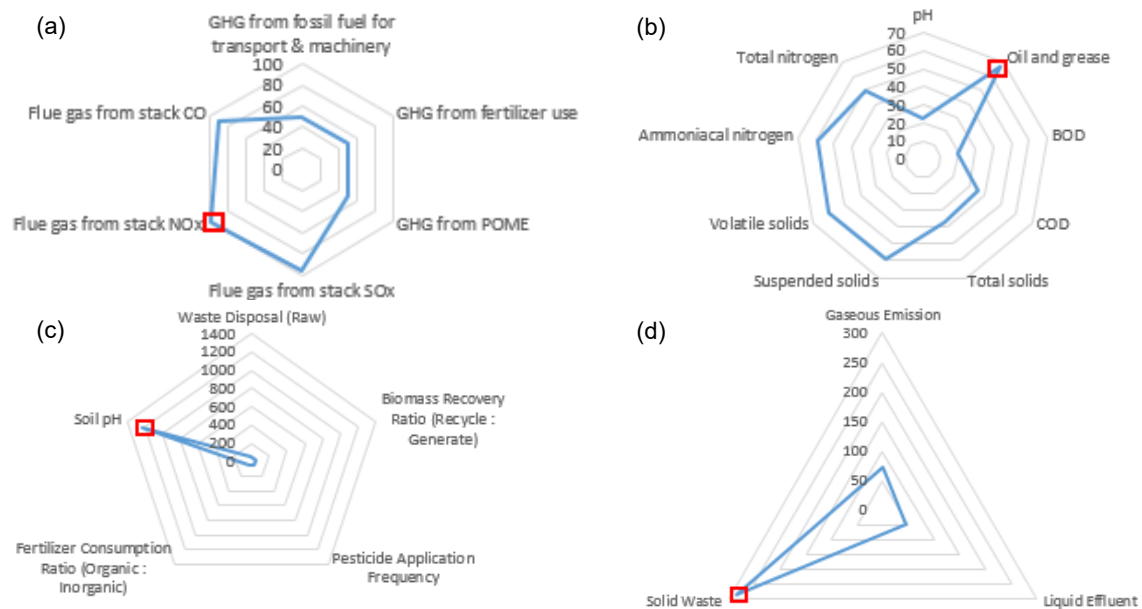 (a)
GHG from fossil fuel for
transport & machinery
100
80
60
40
20
0
Flue gas from stack CO
GHG from fertilizer use
Flue gas from stack NOx
GHG from POME
Flue gas from stack SOx
(b)
pH
70
60
50
40
30
20
10
0
Total nitrogen
Oil and grease
Ammoniacal nitrogen
BOD
Volatile solids
COD
Suspended solids
Total solids
(c)
Waste Disposal (Raw)
1400
1200
1000
800
600
400
200
0
Soil pH
Biomass Recovery
Ratio (Recycle :
Generate)
Fertilizer Consumption
Ratio (Organic :
Inorganic)
Pesticide Application
Frequency
(d)
Gaseous Emission
300
250
200
150
100
50
0
Solid Waste
Liquid Effluent